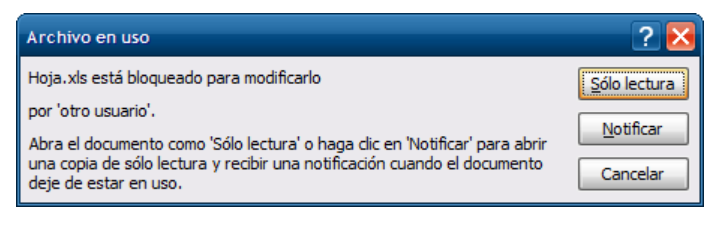 Archivo en uso
Hoja.xls está bloqueado para modificarlo
por 'otro usuario'.
Abra el documento como 'Sólo lectura' o haga clic en 'Notificar' para abrir
una copia de sólo lectura y recibir una notificación cuando el documento
deje de estar en uso.
Sólo lectura
Notificar
Cancelar